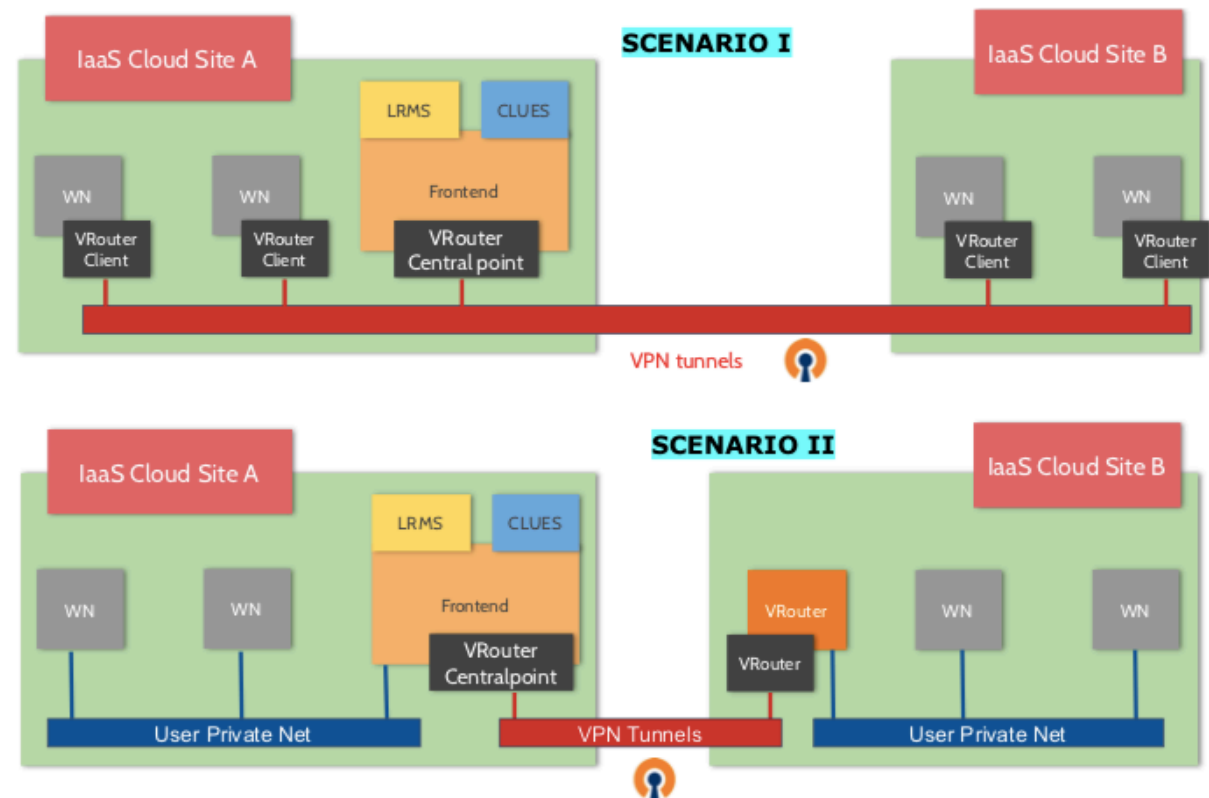 SCENARIO I
IaaS Cloud Site A
IaaS Cloud Site B
LRMS
CLUES
Frontend
WN
WN
WN
WN
VRouter
Client
VRouter
Client
VRouter
Central point
VRouter
Client
VRouter
Client
VPN tunnels
SCENARIO II
IaaS Cloud Site A
IaaS Cloud Site B
LRMS
CLUES
WN
WN
Frontend
VRouter
WN
WN
VRouter
Centralpoint
VRouter
User Private Net
VPN Tunnels
User Private Net